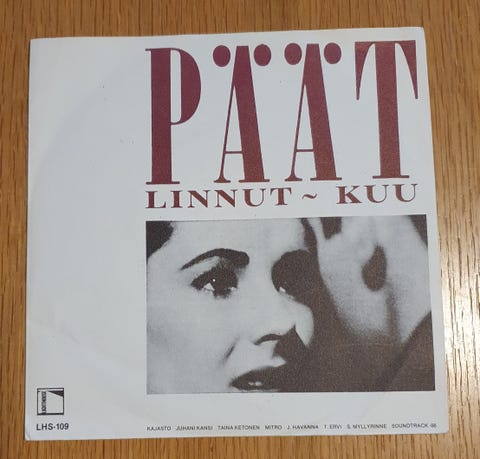 PÄÄT
LINNUT ~ KUU
LHS-109
KAJASTO JUHANI KANSI TAINA KETONEN MITRO J. HAVANNA T. ERVI S. MYLLYRINNE SOUNDTRACK -86